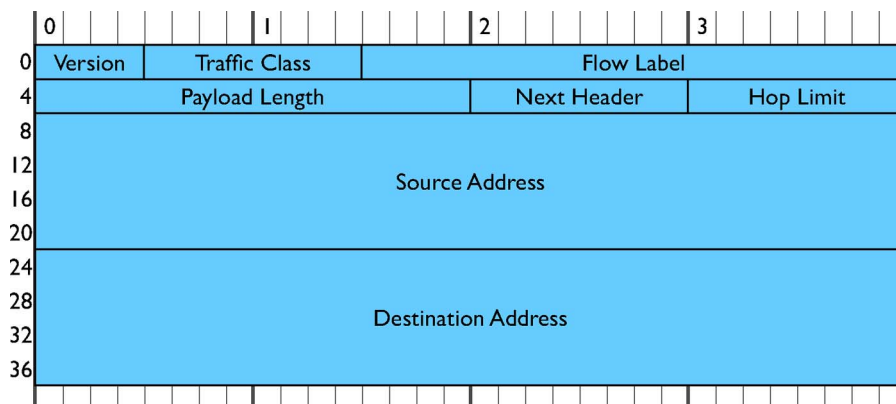 0 1 2 3
0 Version Traffic Class Flow Label
4 Payload Length Next Header Hop Limit
8
12
Source Address
16
20
24
28
Destination Address
32
36